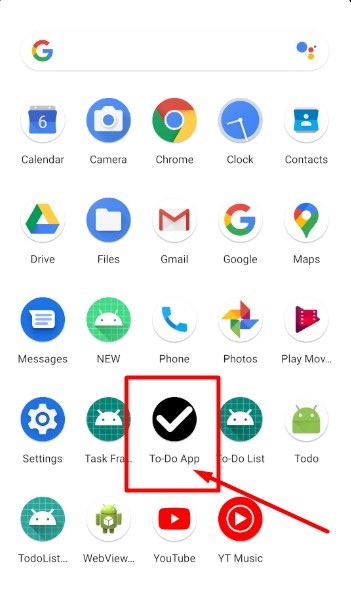 6
Calendar
Camera
Chrome
Clock
Contacts
Drive
Files
Gmail
Google
Maps
Messages
NEW
Phone
Photos
Play Mov...
Settings
Task Fra...
To-Do App
To-Do List
Todo
TodoList...
WebView...
YouTube
YT Music